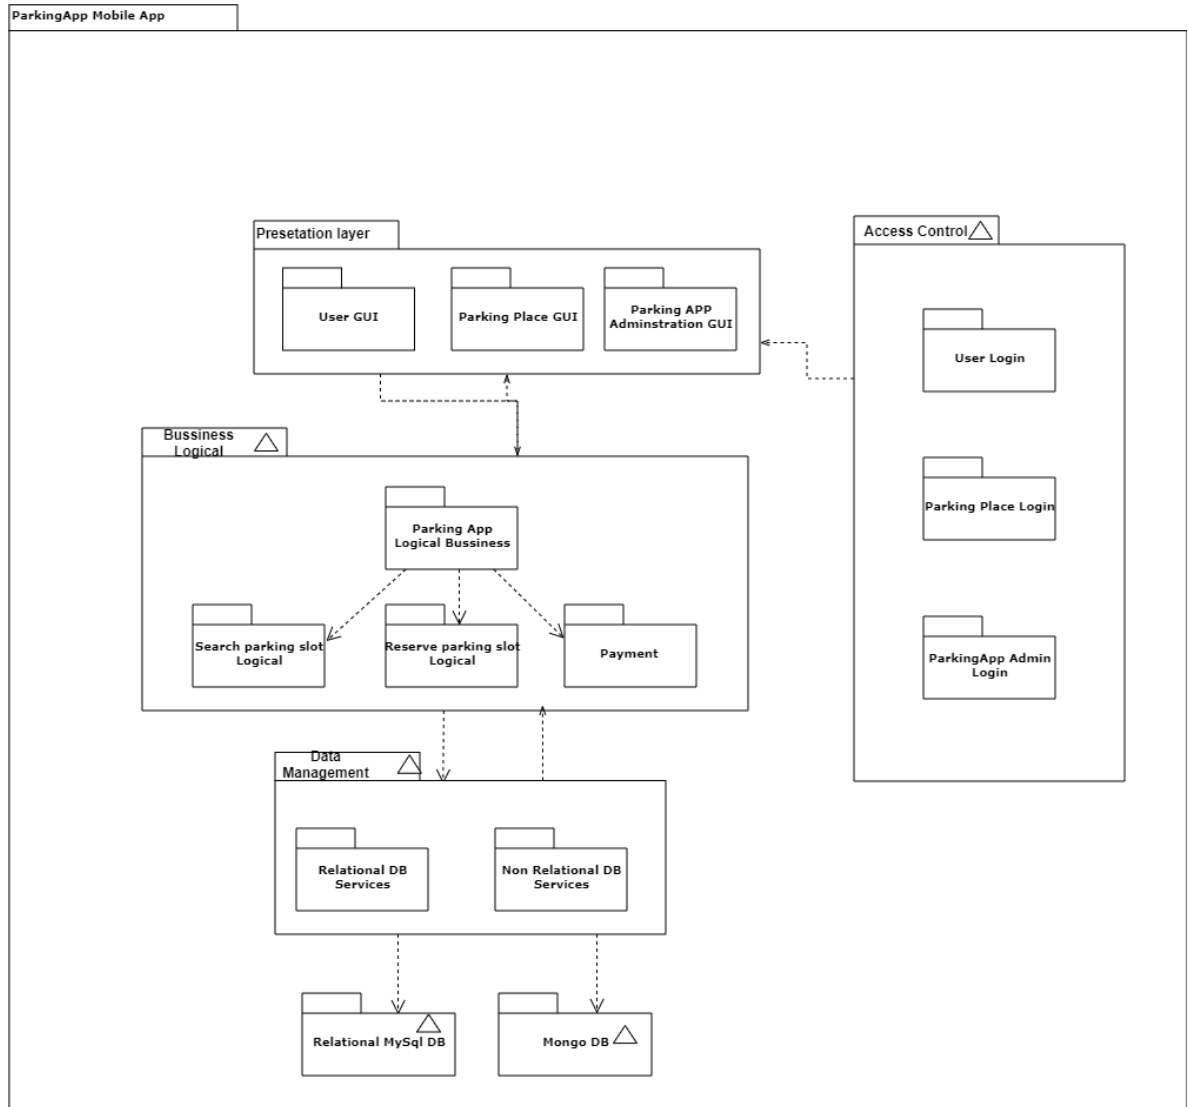 ParkingApp Mobile App
Presetation layer
User GUI
Parking Place GUI
Parking APP
Adminstration GUI
Access Control
User Login
Parking Place Login
ParkingApp Admin
Login
Bussiness
Logical
Parking App
Logical Bussiness
Search parking slot
Logical
Reserve parking slot
Logical
Payment
Data
Management
Relational DB
Services
Non Relational DB
Services
Relational MySql DB
Mongo DB